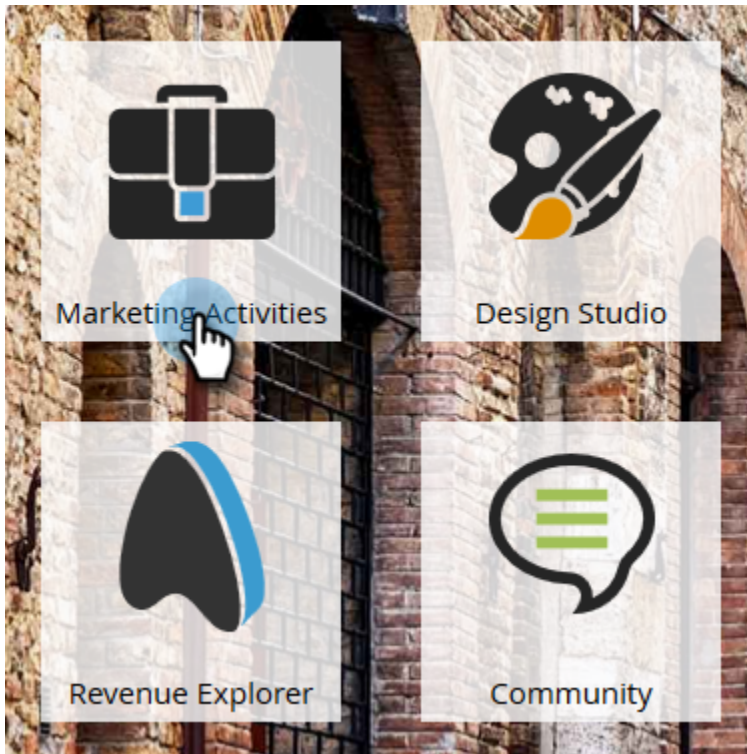 Marketing Activities
Design Studio
Revenue Explorer
Community